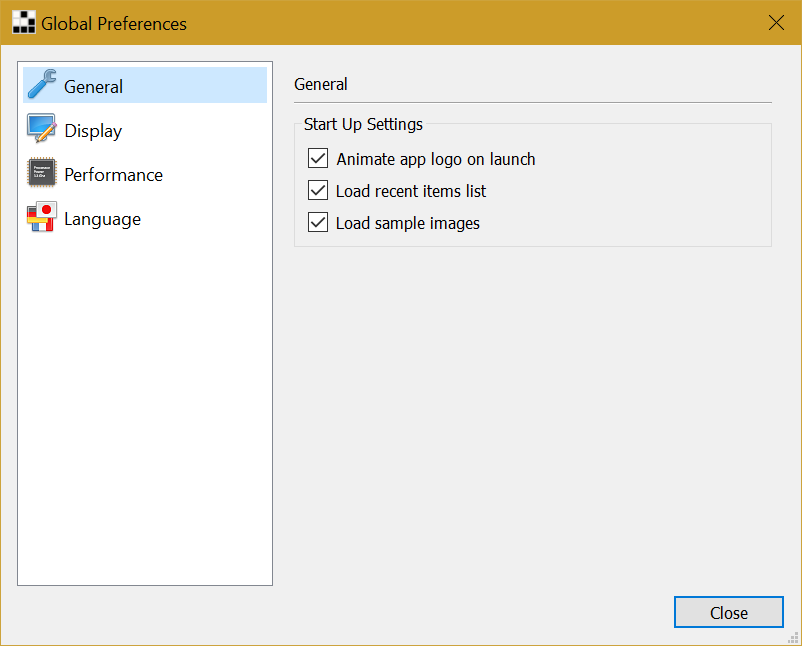 Global Preferences
General
Display
Performance
Language
General
Start Up Settings
Animate app logo on launch
Load recent items list
Load sample images
Close